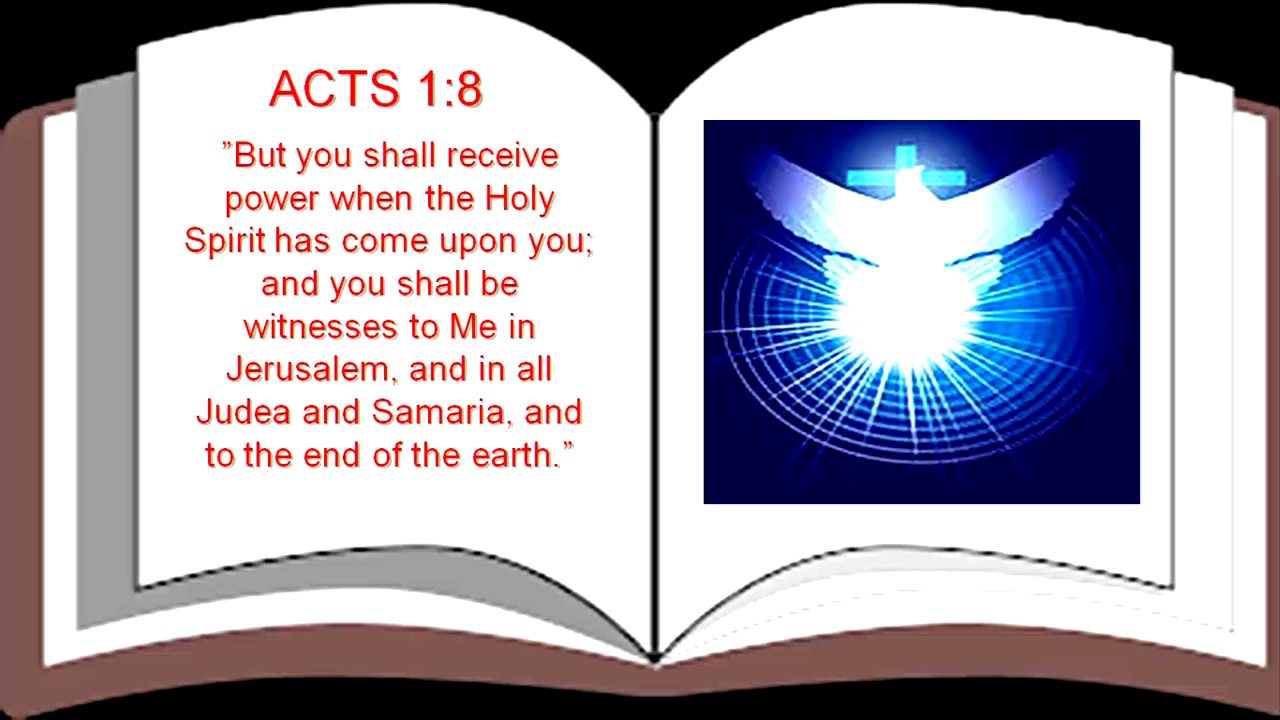 ACTS 1:8
”But you shall receive
power when the Holy
Spirit has come upon you;
and you shall be
witnesses to Me in
Jerusalem, and in all
Judea and Samaria, and
to the end of the earth.”